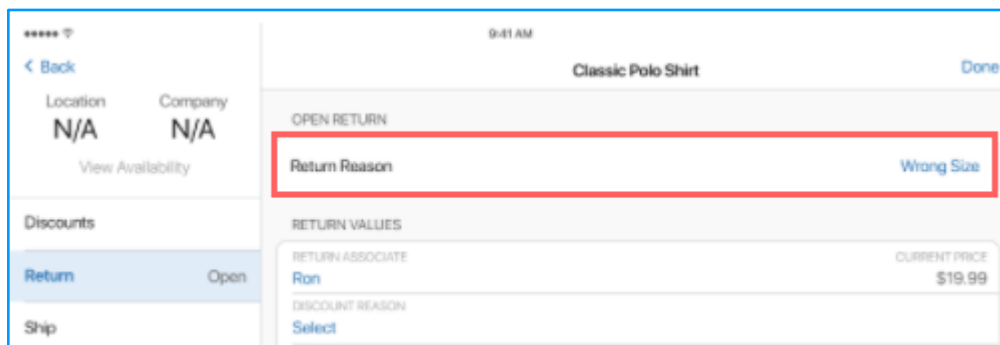 9:41 AM
Back
Classic Polo Shirt
Done
Location Company
N/A N/A
View Availability
Discounts
Return Open
Ship
OPEN RETURN
Return Reason Wrong Size
RETURN VALUES
RETURN ASSOCIATE CURRENT PRICE
Ron $19.99
DISCOUNT REASON
Select